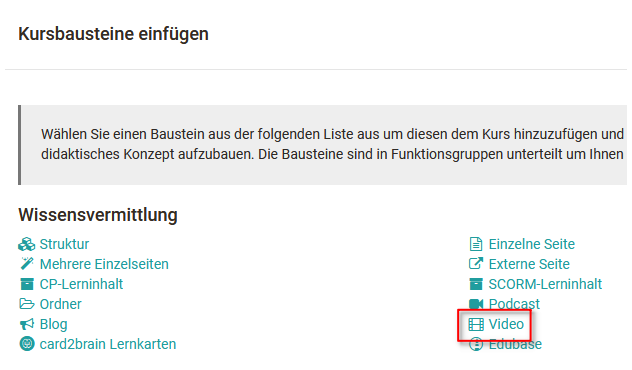 Kursbausteine einfügen
Wählen Sie einen Baustein aus der folgenden Liste aus um diesen dem Kurs hinzuzufügen und
didaktisches Konzept aufzubauen. Die Bausteine sind in Funktionsgruppen unterteilt um Ihnen
Wissensvermittlung
Struktur
Einzelne Seite
Mehrere Einzelseiten
Externe Seite
CP-Lerninhalt
SCORM-Lerninhalt
Ordner
Podcast
Blog
Video
card2brain Lernkarten
Edubase